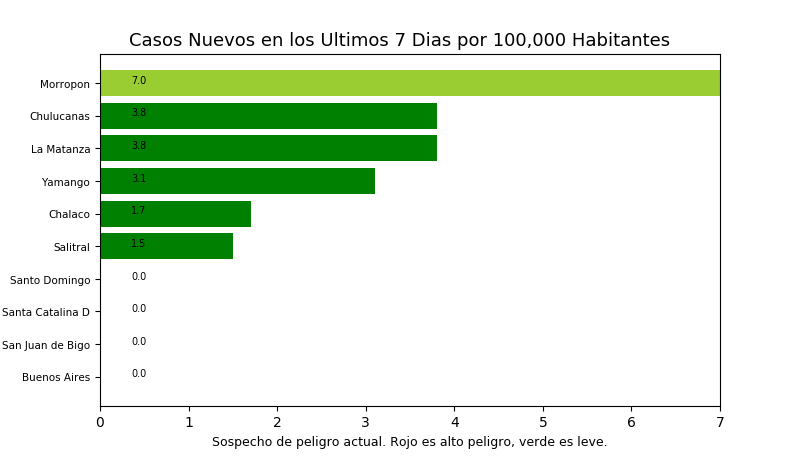 Casos Nuevos en los Ultimos 7 Dias por 100,000 Habitantes
Morropon 7.0
Chulucanas 3.8
La Matanza 3.8
Yamango 3.1
Chalaco 1.7
Salitral 1.5
Santo Domingo 0.0
Santa Catalina D 0.0
San Juan de Bigo 0.0
Buenos Aires 0.0
0 1 2 3 4 5 6 7
Sospecho de peligro actual. Rojo es alto peligro, verde es leve.